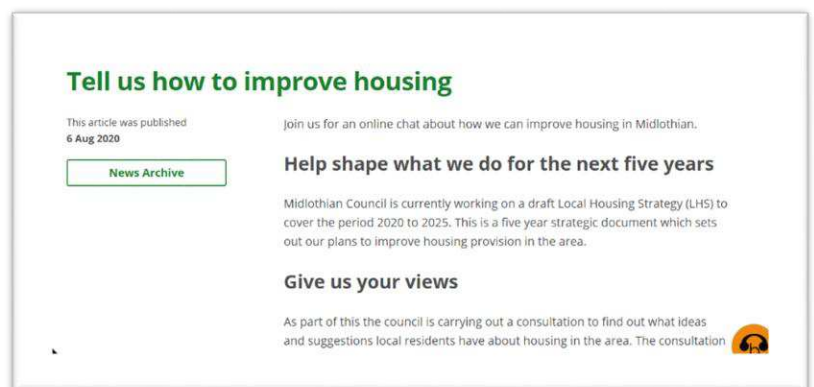 Tell us how to improve housing
This article was published
6 Aug 2020
News Archive
Join us for an online chat about how we can improve housing in Midlothian.
Help shape what we do for the next five years
Midlothian Council is currently working on a draft Local Housing Strategy (LHS) to
cover the period 2020 to 2025. This is a five year strategic document which sets
out our plans to improve housing provision in the area.
Give us your views
As part of this the council is carrying out a consultation to find out what ideas
and suggestions local residents have about housing in the area. The consultation